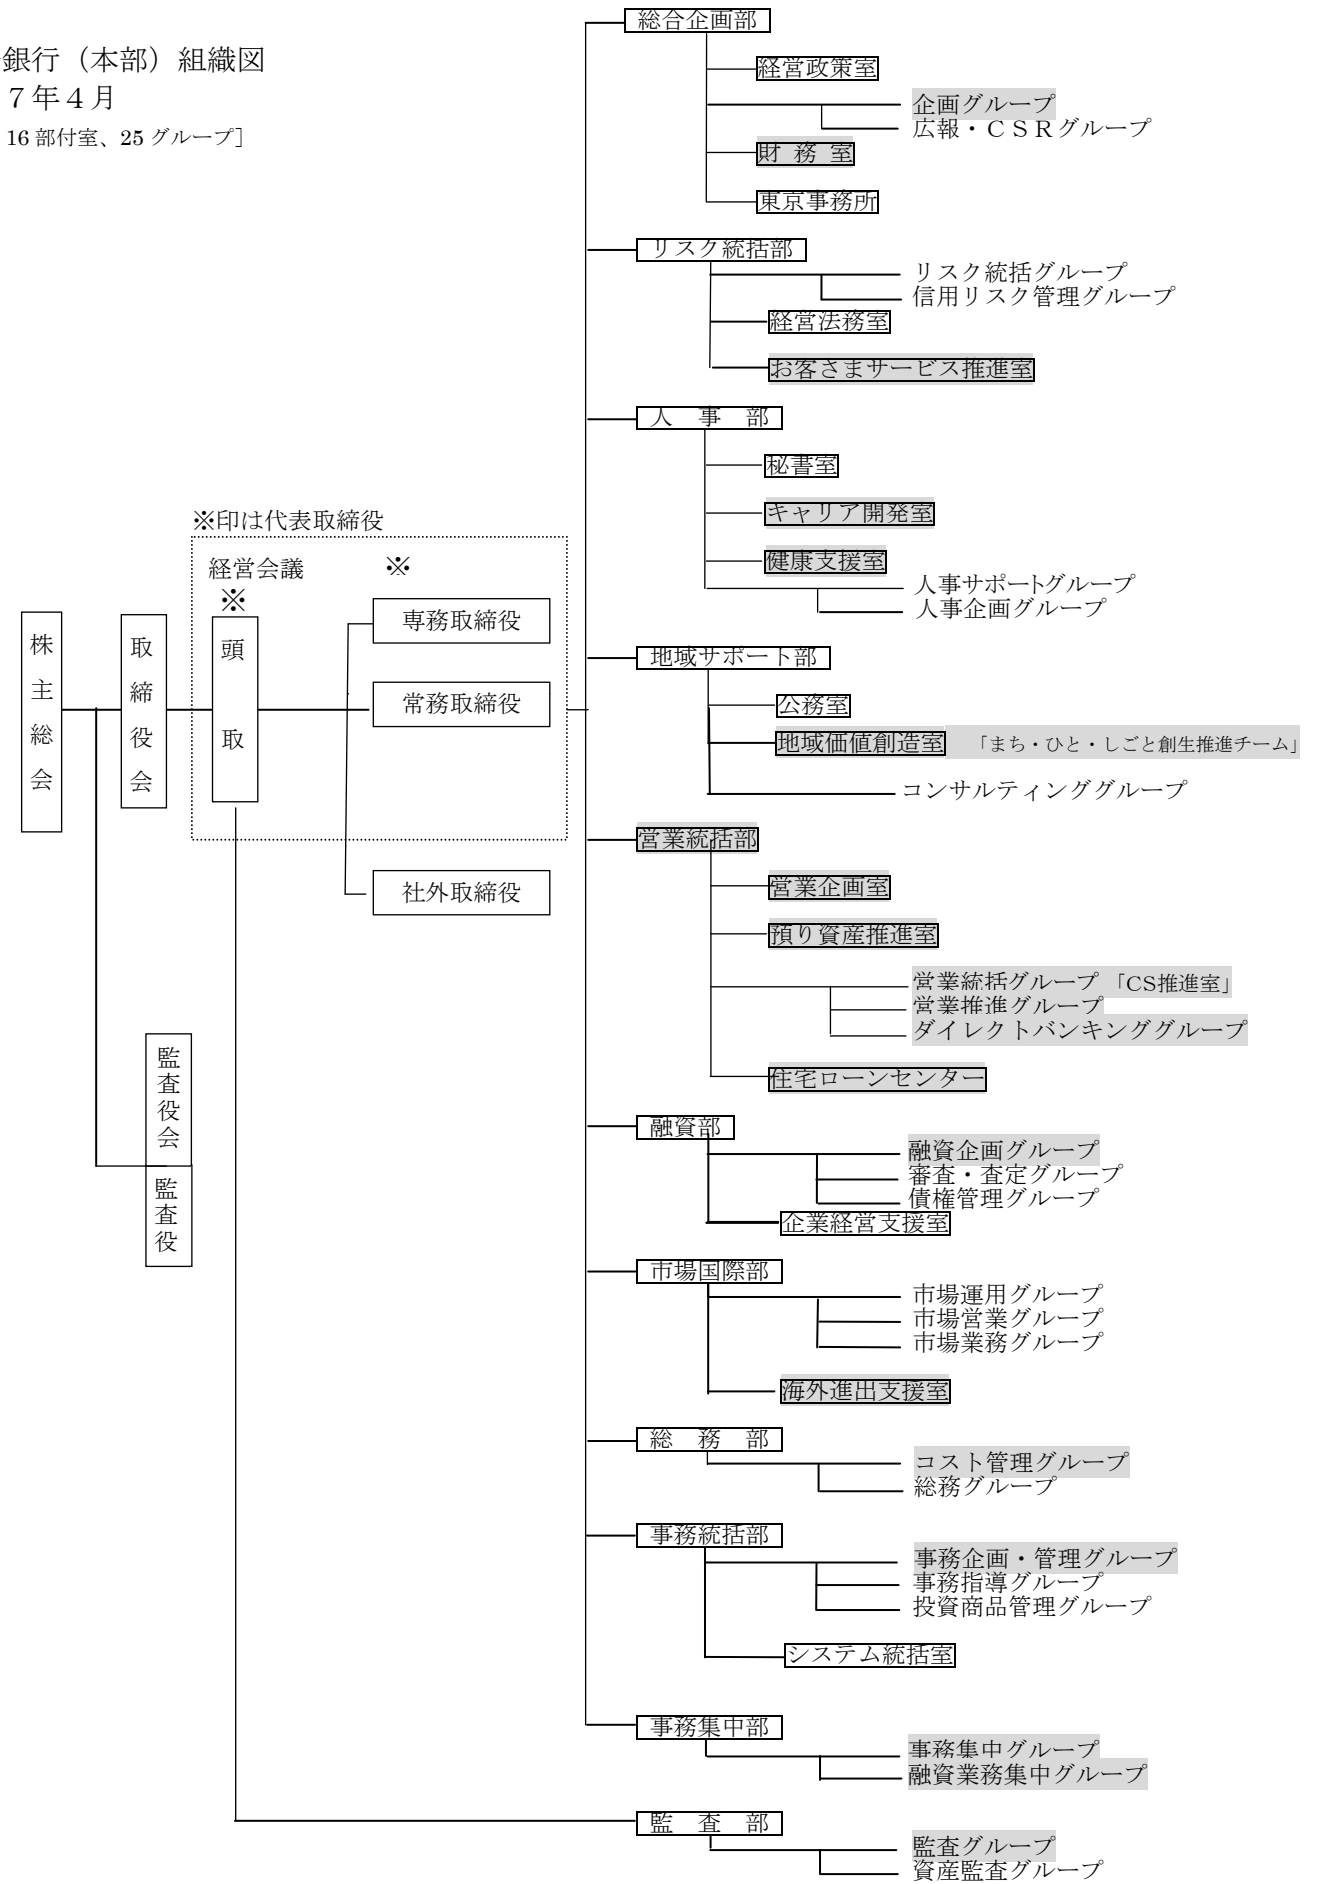 銀行（本部）組織図
７年４月
16 部付室、25 グループ］
総合企画部
経営政策室
企画グループ
広報・ＣＳＲグループ
財 務 室
東京事務所
リスク統括部
リスク統括グループ
信用リスク管理グループ
経営法務室
お客さまサービス推進室
人　事　部
秘書室
キャリア開発室
健康支援室
人事サポートグループ
人事企画グループ
※印は代表取締役
経営会議　※
※
株主総会
取締役会
頭取
専務取締役
常務取締役
社外取締役
監査役会
監査役
地域サポート部
公務室
地域価値創造室　「まち・ひと・しごと創生推進チーム」
コンサルティンググループ
営業統括部
営業企画室
預り資産推進室
営業統括グループ 「CS推進室」
営業推進グループ
ダイレクトバンキンググループ
住宅ローンセンター
融資部
融資企画グループ
審査・査定グループ
債権管理グループ
企業経営支援室
市場国際部
市場運用グループ
市場営業グループ
市場業務グループ
海外進出支援室
総　務　部
コスト管理グループ
総務グループ
事務統括部
事務企画・管理グループ
事務指導グループ
投資商品管理グループ
システム統括室
事務集中部
事務集中グループ
融資業務集中グループ
監　査　部
監査グループ
資産監査グループ